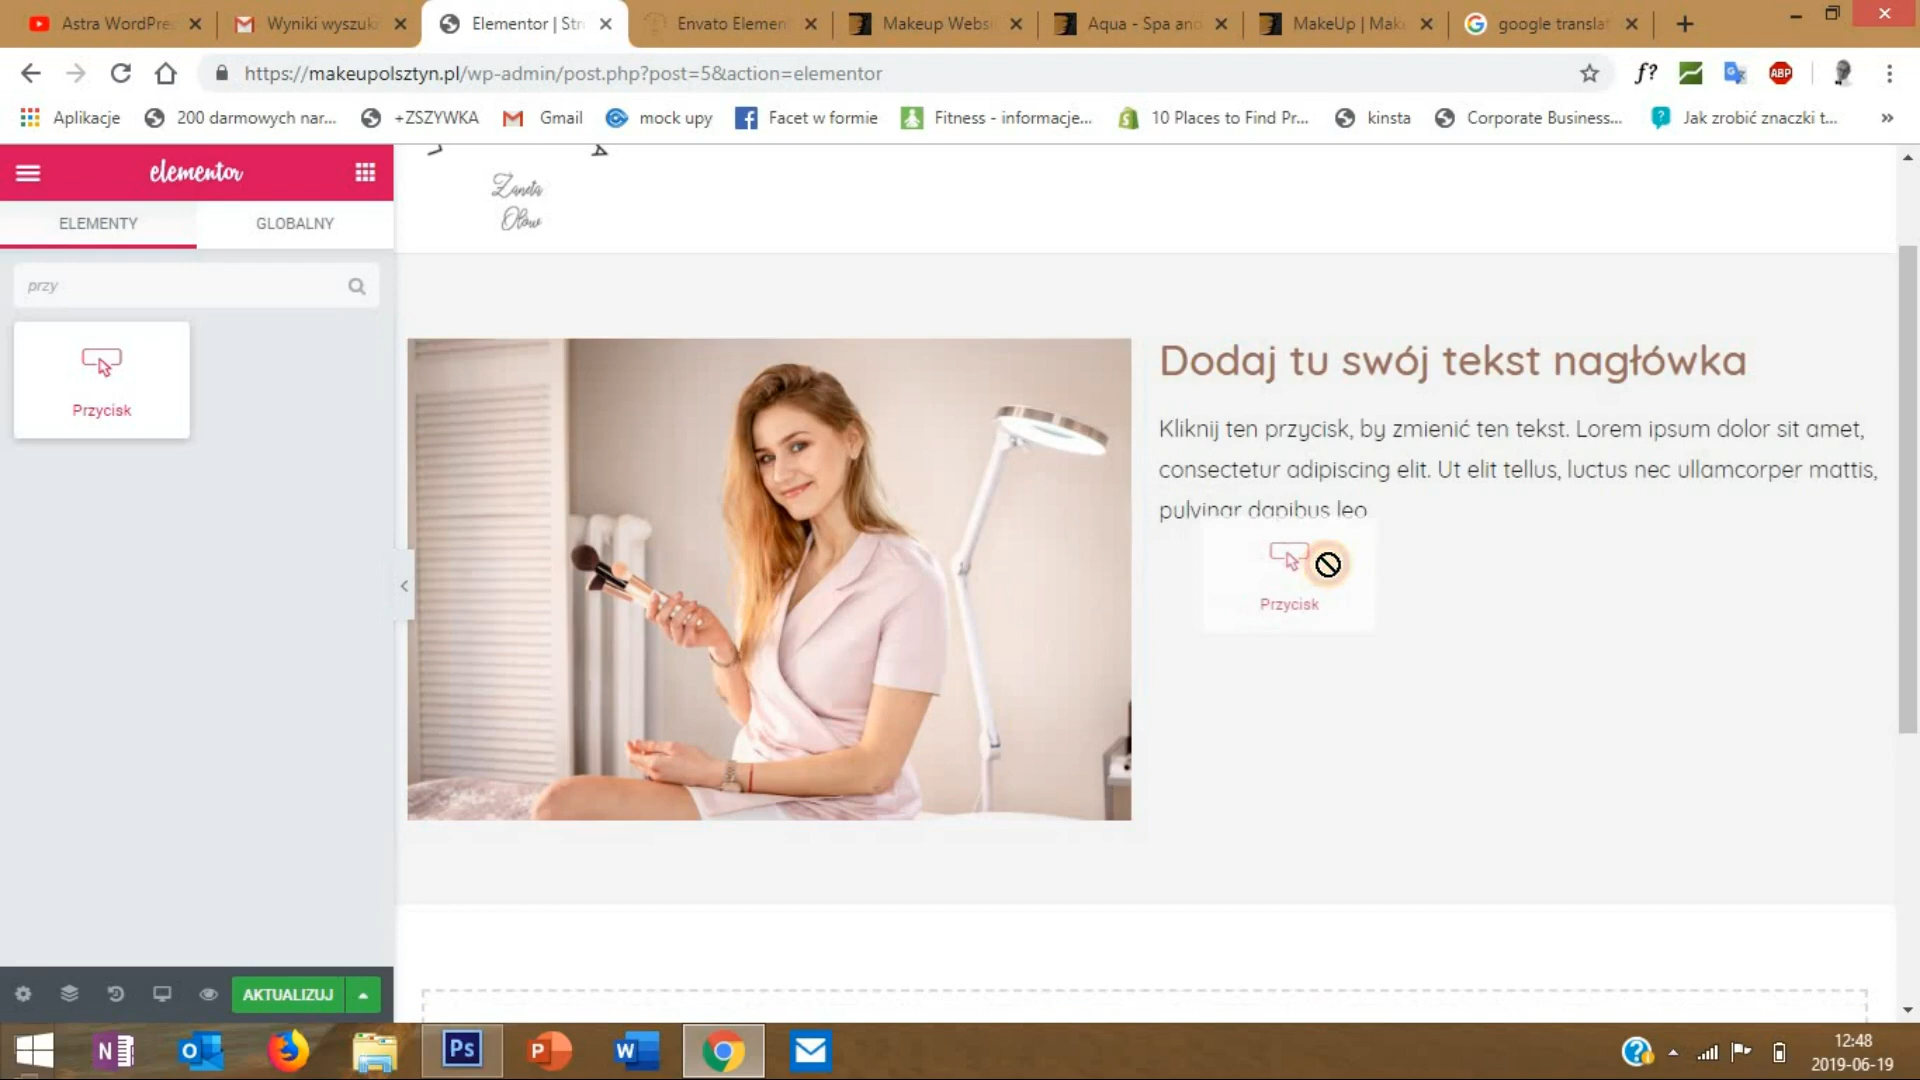 Astra WordPre
Wyniki wyszuk
Elementor | Str
Envato Elemen
Makeup Websi
Aqua - Spa and
MakeUp | Mak
google translat
https://makeupolsztyn.pl/wp-admin/post.php?post=5&action=elementor
f?
ABP
Aplikacje
200 darmowych nar...
+ZSZYWKA
Gmail
mock upy
Facet w formie
Fitness - informacje...
10 Places to Find Pr...
kinsta
Corporate Business...
Jak zrobić znaczki t...
»
elementor
ELEMENTY
GLOBALNY
przy
Przycisk
Żaneta
Ołów
Dodaj tu swój tekst nagłówka
Kliknij ten przycisk, by zmienić ten tekst. Lorem ipsum dolor sit amet,
consectetur adipiscing elit. Ut elit tellus, luctus nec ullamcorper mattis,
pulvinar dapibus leo
Przycisk
AKTUALIZUJ
12:48
2019-06-19